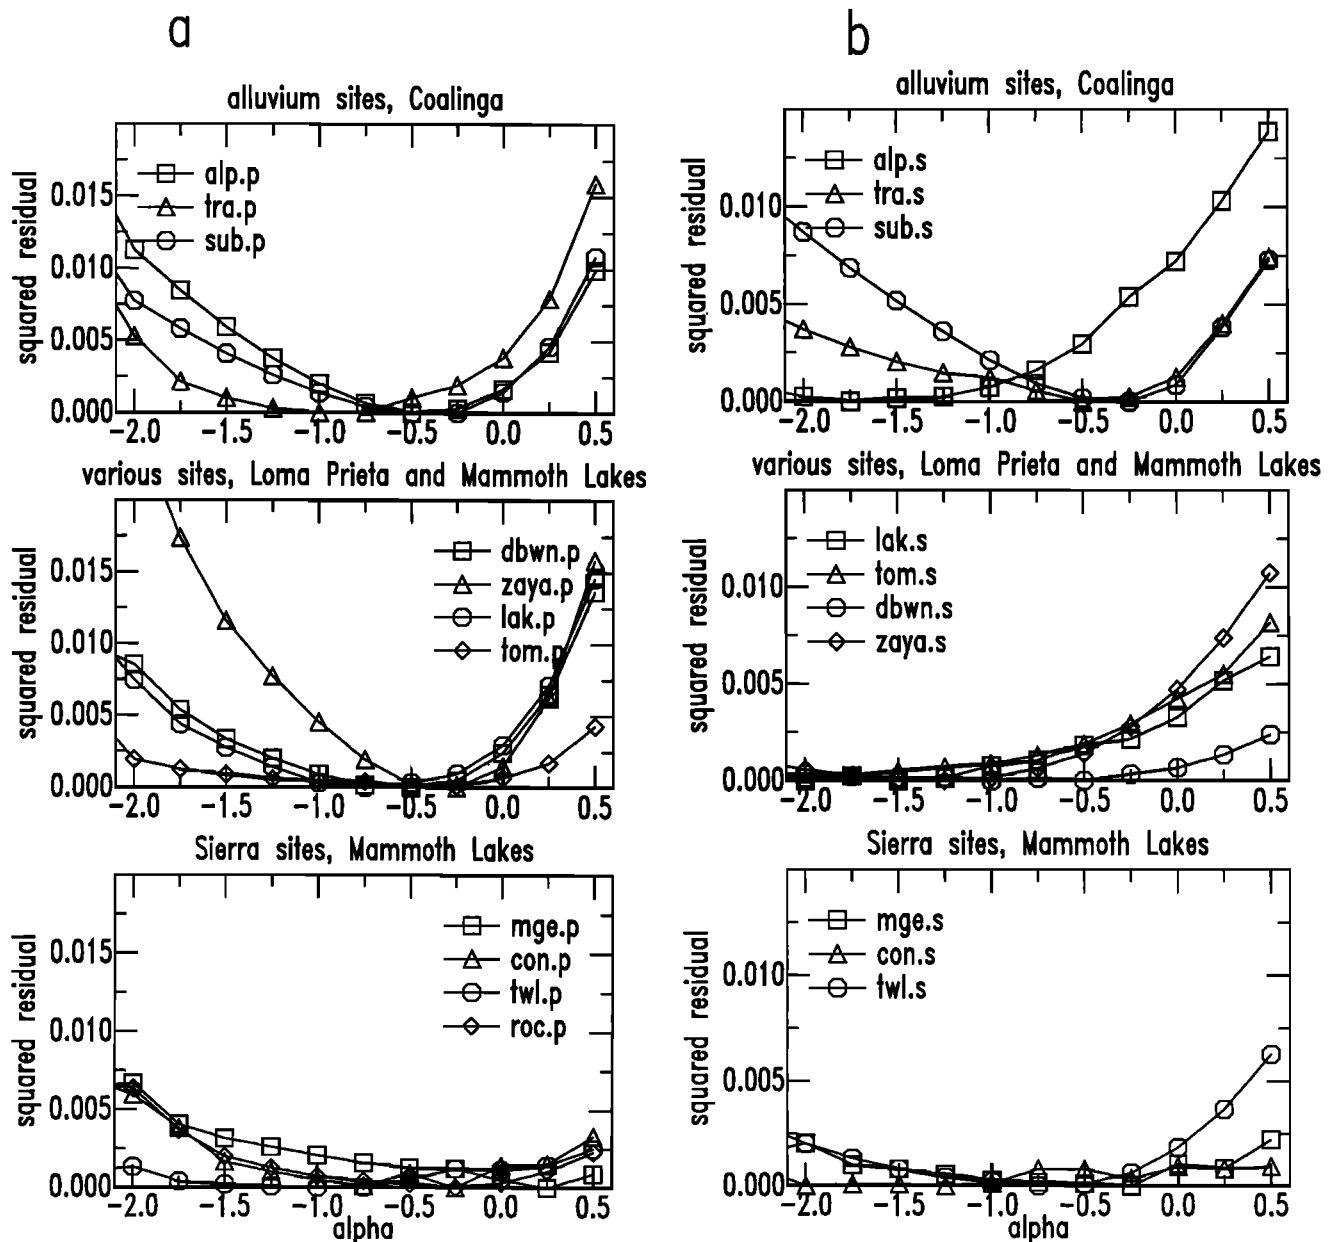 a
alluvium sites, Coalinga
squared residual
0.015
0.010
0.005
0.000
alp.p
tra.p
sub.p
-2.0 -1.5 -1.0 -0.5 0.0 0.5
various sites, Loma Prieta and Mammoth Lakes
squared residual
0.015
0.010
0.005
0.000
dbwn.p
zaya.p
lak.p
tom.p
-2.0 -1.5 -1.0 -0.5 0.0 0.5
Sierra sites, Mammoth Lakes
squared residual
0.015
0.010
0.005
0.000
mge.p
con.p
twl.p
roc.p
-2.0 -1.5 -1.0 -0.5 0.0 0.5
alpha
b
alluvium sites, Coalinga
squared residual
0.010
0.005
0.000
alp.s
tra.s
sub.s
-2.0 -1.5 -1.0 -0.5 0.0 0.5
various sites, Loma Prieta and Mammoth Lakes
squared residual
0.010
0.005
0.000
lak.s
tom.s
dbwn.s
zaya.s
-2.0 -1.5 -1.0 -0.5 0.0 0.5
Sierra sites, Mammoth Lakes
squared residual
0.010
0.005
0.000
mge.s
con.s
twl.s
-2.0 -1.5 -1.0 -0.5 0.0 0.5
alpha